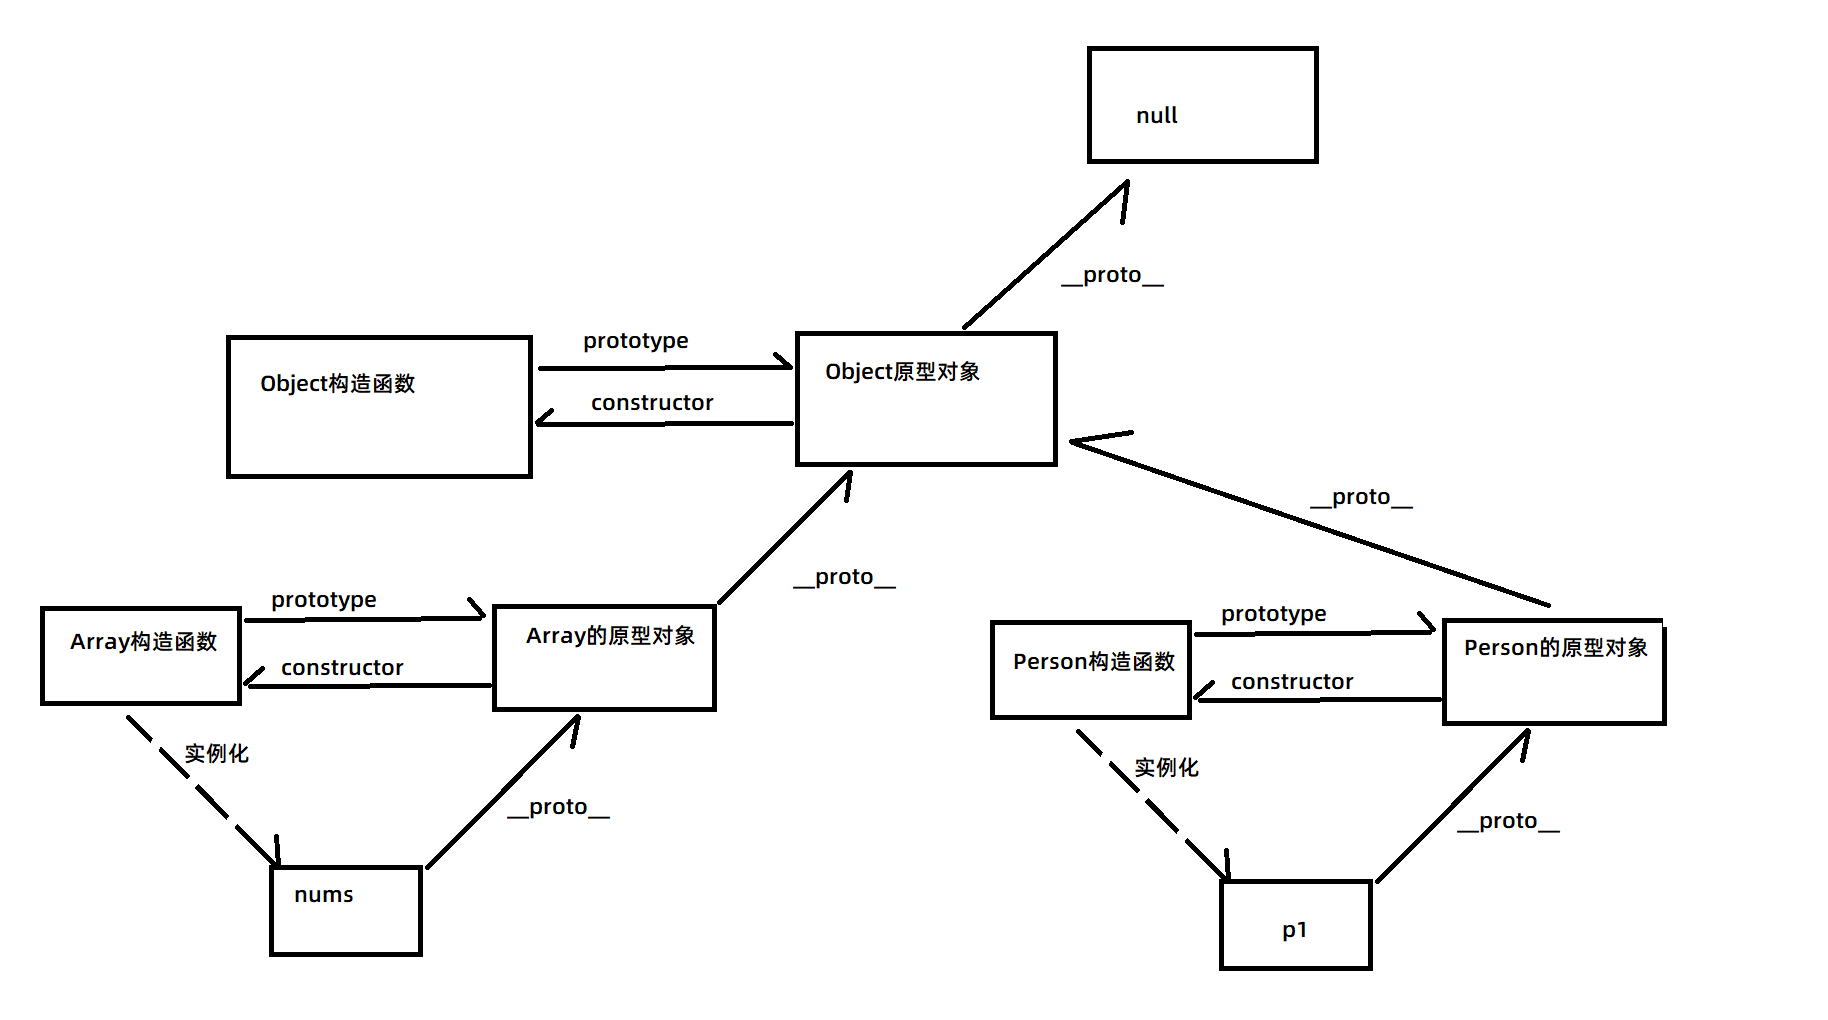 null
__proto__
prototype
Object构造函数
Object原型对象
constructor
__proto__
__proto__
prototype
Array构造函数
Array的原型对象
constructor
prototype
Person构造函数
Person的原型对象
constructor
实例化
__proto__
实例化
__proto__
nums
p1